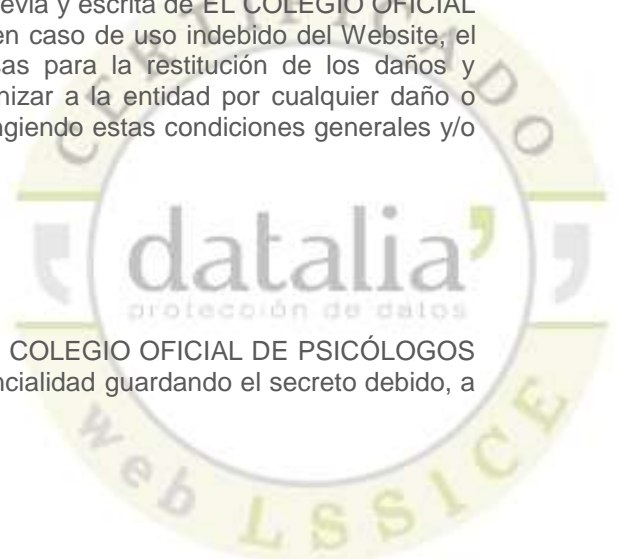 evia y escrita de EL COLEGIO OFICIAL
en caso de uso indebido del Website, el
sas para la restitución de los daños y
nizar a la entidad por cualquier daño o
ngiendo estas condiciones generales y/o
CERTIFICADO
datalia
protección de datos
COLEGIO OFICIAL DE PSICÓLOGOS
ncialidad guardando el secreto debido, a
Web LSSICE